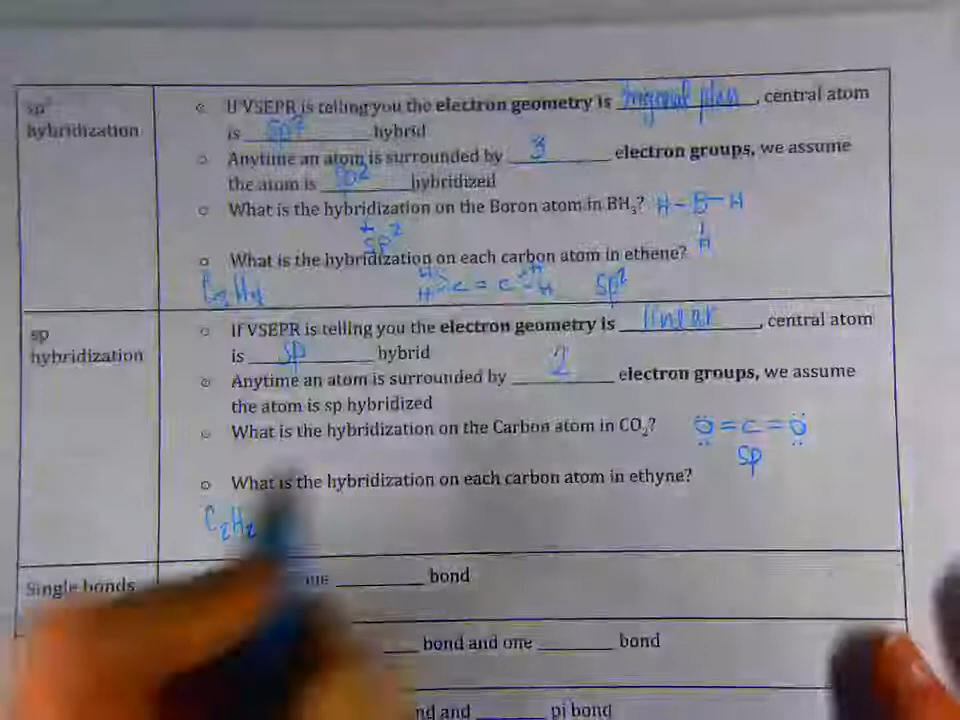 sp² hybridization
If VSEPR is telling you the electron geometry is trigonal plan, central atom
is sp² hybrid
Anytime an atom is surrounded by 3 electron groups, we assume
the atom is sp² hybridized
What is the hybridization on the Boron atom in BH₃? H-B-H
H
sp²
What is the hybridization on each carbon atom in ethene?
C₂H₄ H H C=C H H sp²
sp hybridization
If VSEPR is telling you the electron geometry is linear, central atom
is sp hybrid
Anytime an atom is surrounded by 2 electron groups, we assume
the atom is sp hybridized
What is the hybridization on the Carbon atom in CO₂? O=C=O
sp
What is the hybridization on each carbon atom in ethyne?
C₂H₂
Single bonds ____ bond
____ bond and one ____ bond
and ____ pi bond